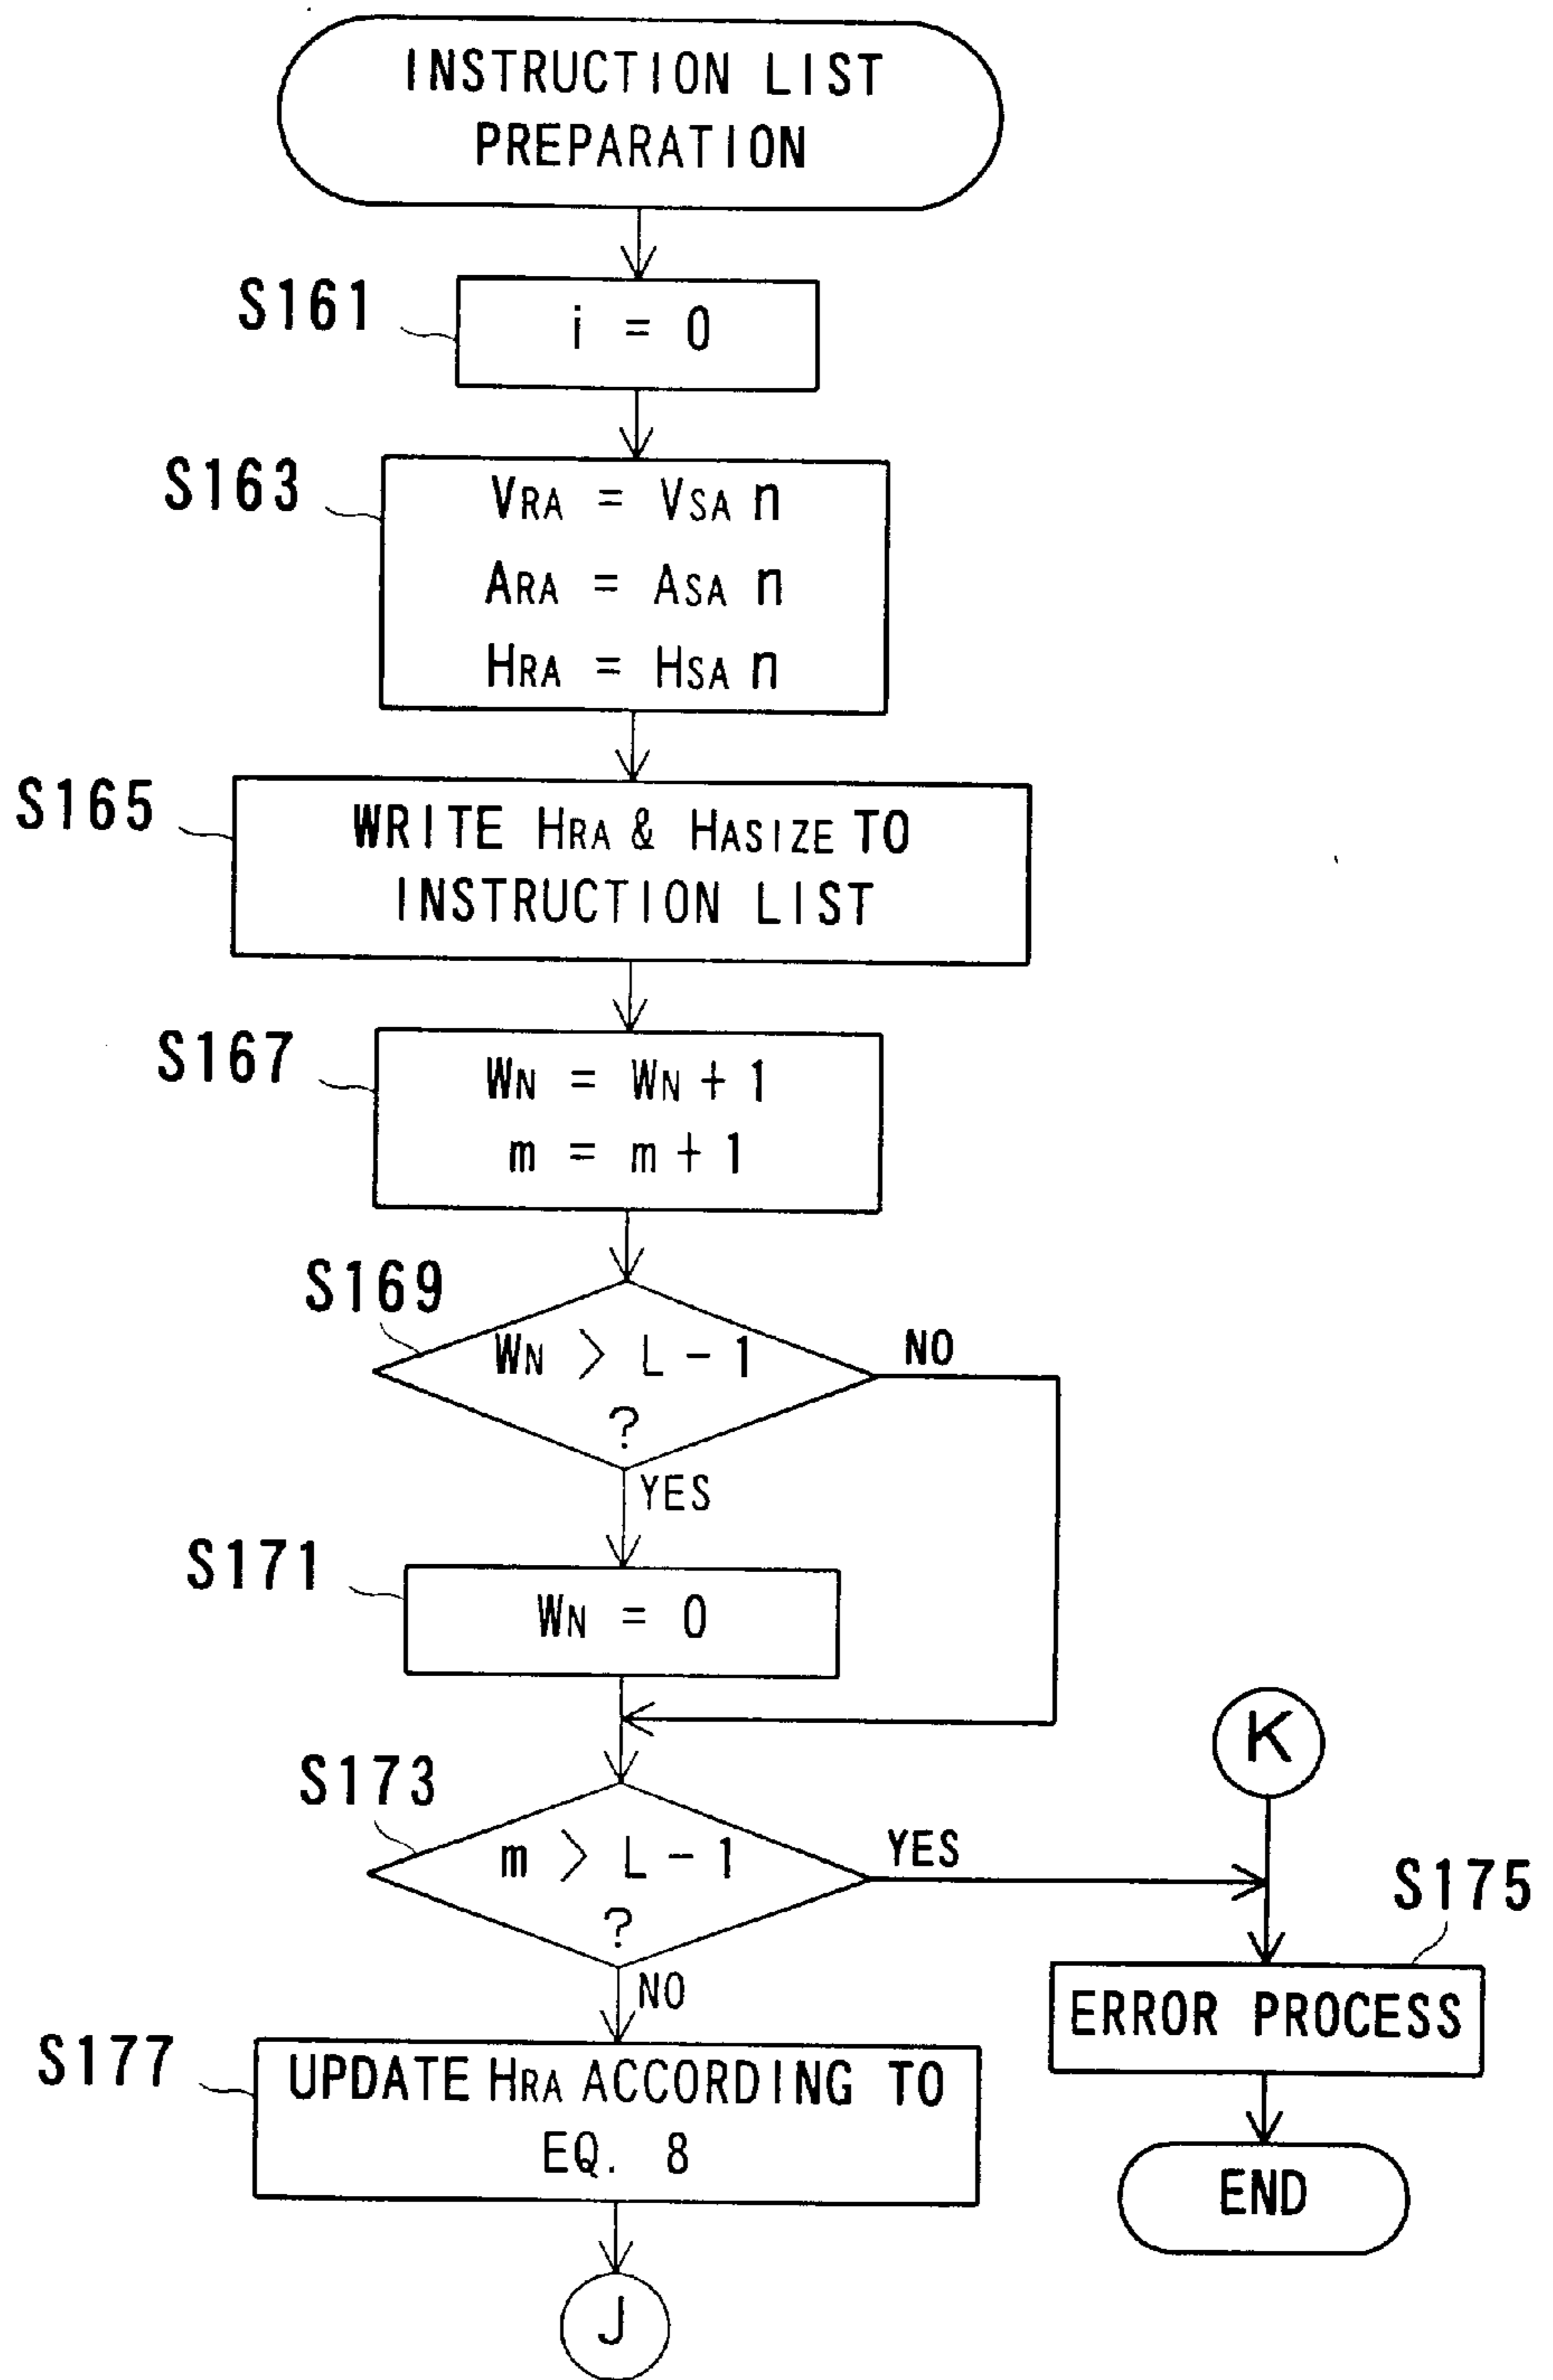 INSTRUCTION LIST
PREPARATION
S161
i = 0
S163
VRA = VSA n
ARA = ASA n
HRA = HSA n
S165
WRITE HRA & HASIZE TO
INSTRUCTION LIST
S167
WN = WN + 1
m = m + 1
S169
WN > L - 1
?
NO
YES
S171
WN = 0
K
S173
m > L - 1
?
YES
NO
S175
ERROR PROCESS
S177
UPDATE HRA ACCORDING TO
EQ. 8
END
J